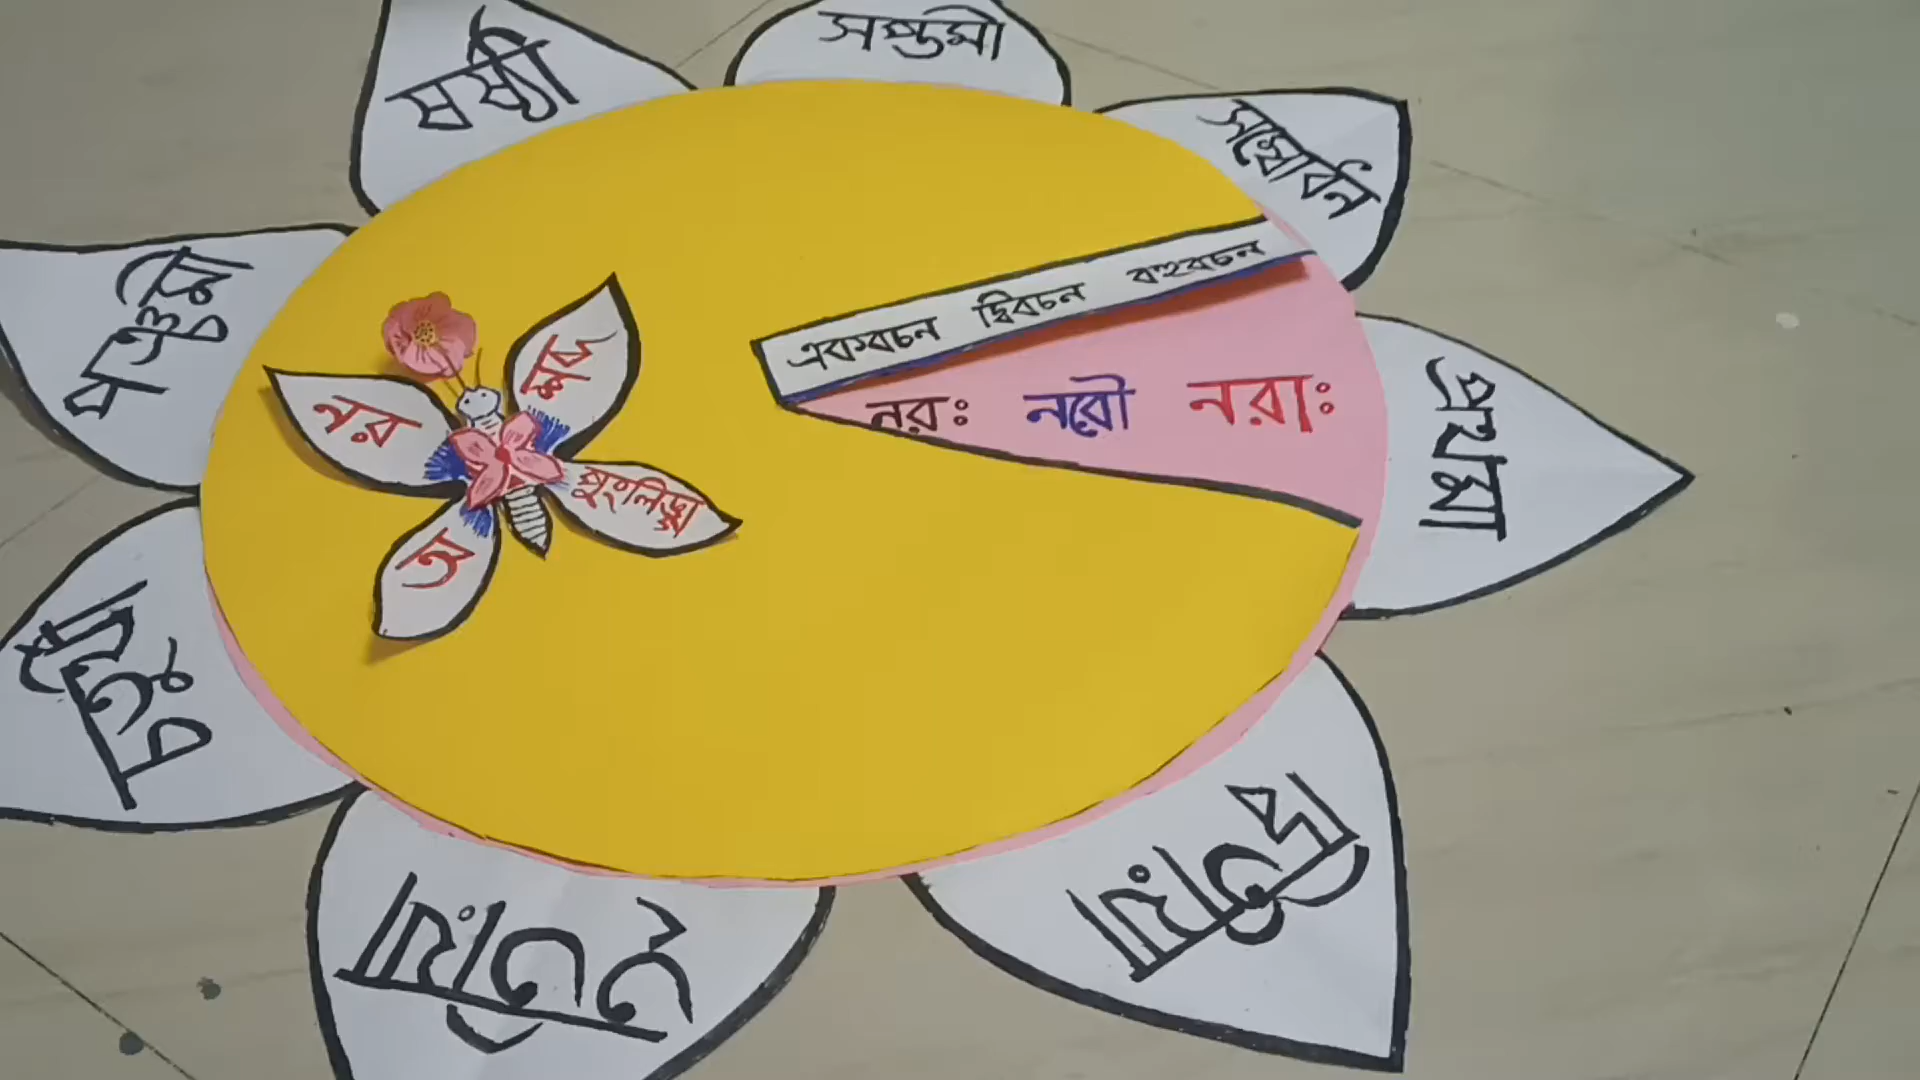 সপ্তমী
ষষ্ঠী
সম্বোধন
একবচন দ্বিবচন বহুবচন
নরঃ নরৌ নরাঃ
প্রথমা
দ্বিতীয়া
তৃতীয়া
চতুর্থী
পঞ্চমী
নর
শব্দ
অ
পুংলিঙ্গ